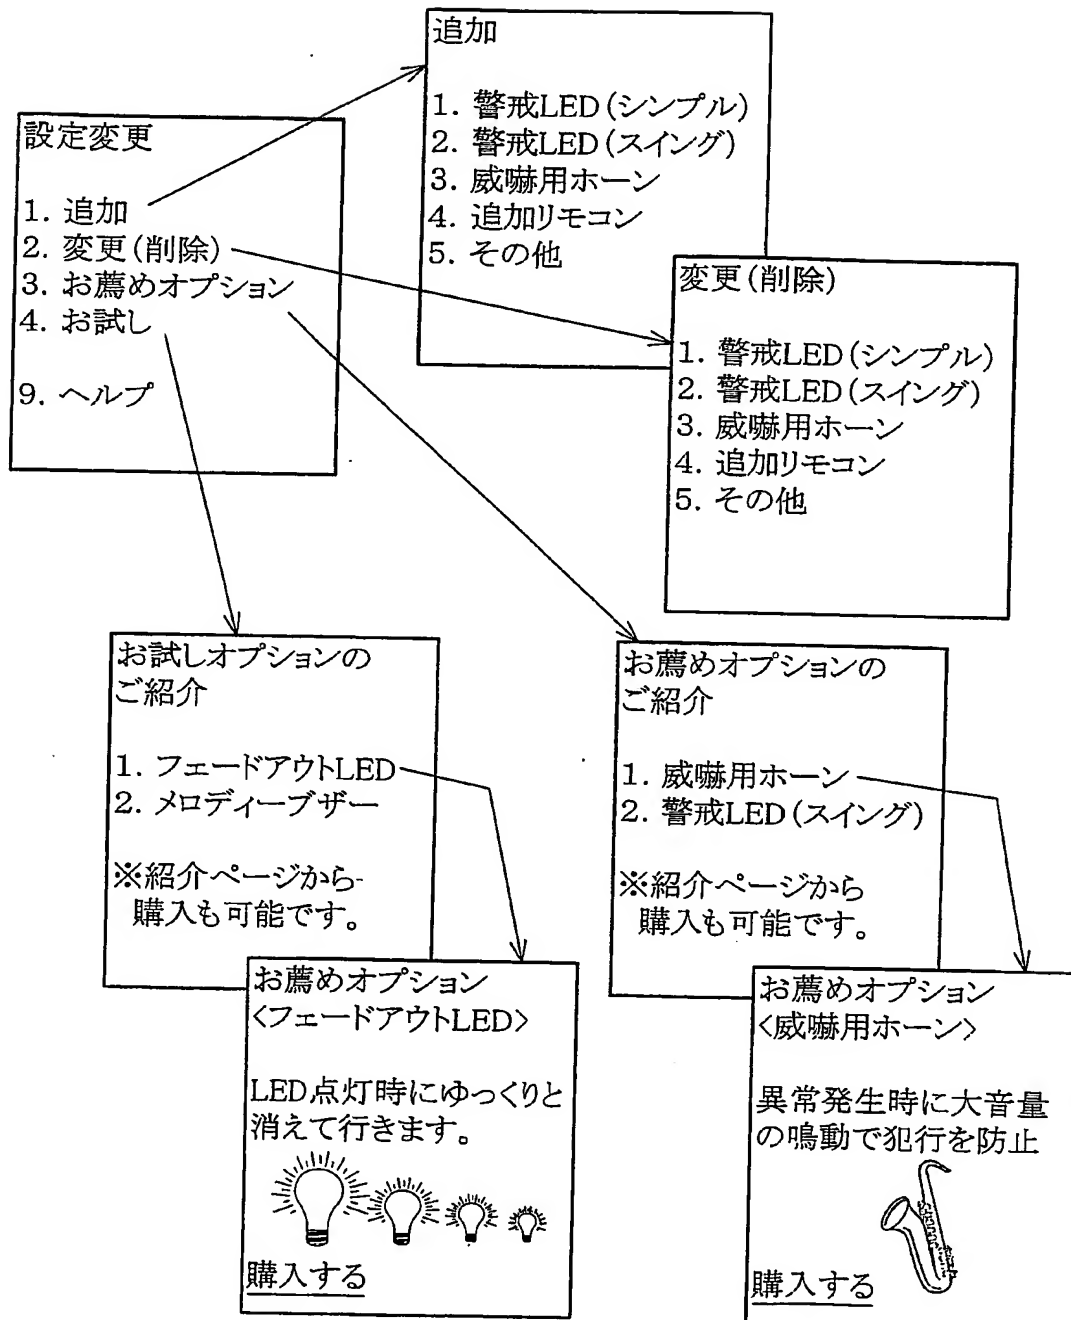 設定変更
1. 追加
2. 変更(削除)
3. お薦めオプション
4. お試し
9. ヘルプ
追加
1. 警戒LED(シンプル)
2. 警戒LED(スイング)
3. 威嚇用ホーン
4. 追加リモコン
5. その他
変更(削除)
1. 警戒LED(シンプル)
2. 警戒LED(スイング)
3. 威嚇用ホーン
4. 追加リモコン
5. その他
お試しオプションの
ご紹介
1. フェードアウトLED
2. メロディーブザー
※紹介ページから
購入も可能です。
お薦めオプション
<フェードアウトLED>
LED点灯時にゆっくりと
消えて行きます。
購入する
お薦めオプションの
ご紹介
1. 威嚇用ホーン
2. 警戒LED(スイング)
※紹介ページから
購入も可能です。
お薦めオプション
<威嚇用ホーン>
異常発生時に大音量
の鳴動で犯行を防止
購入する